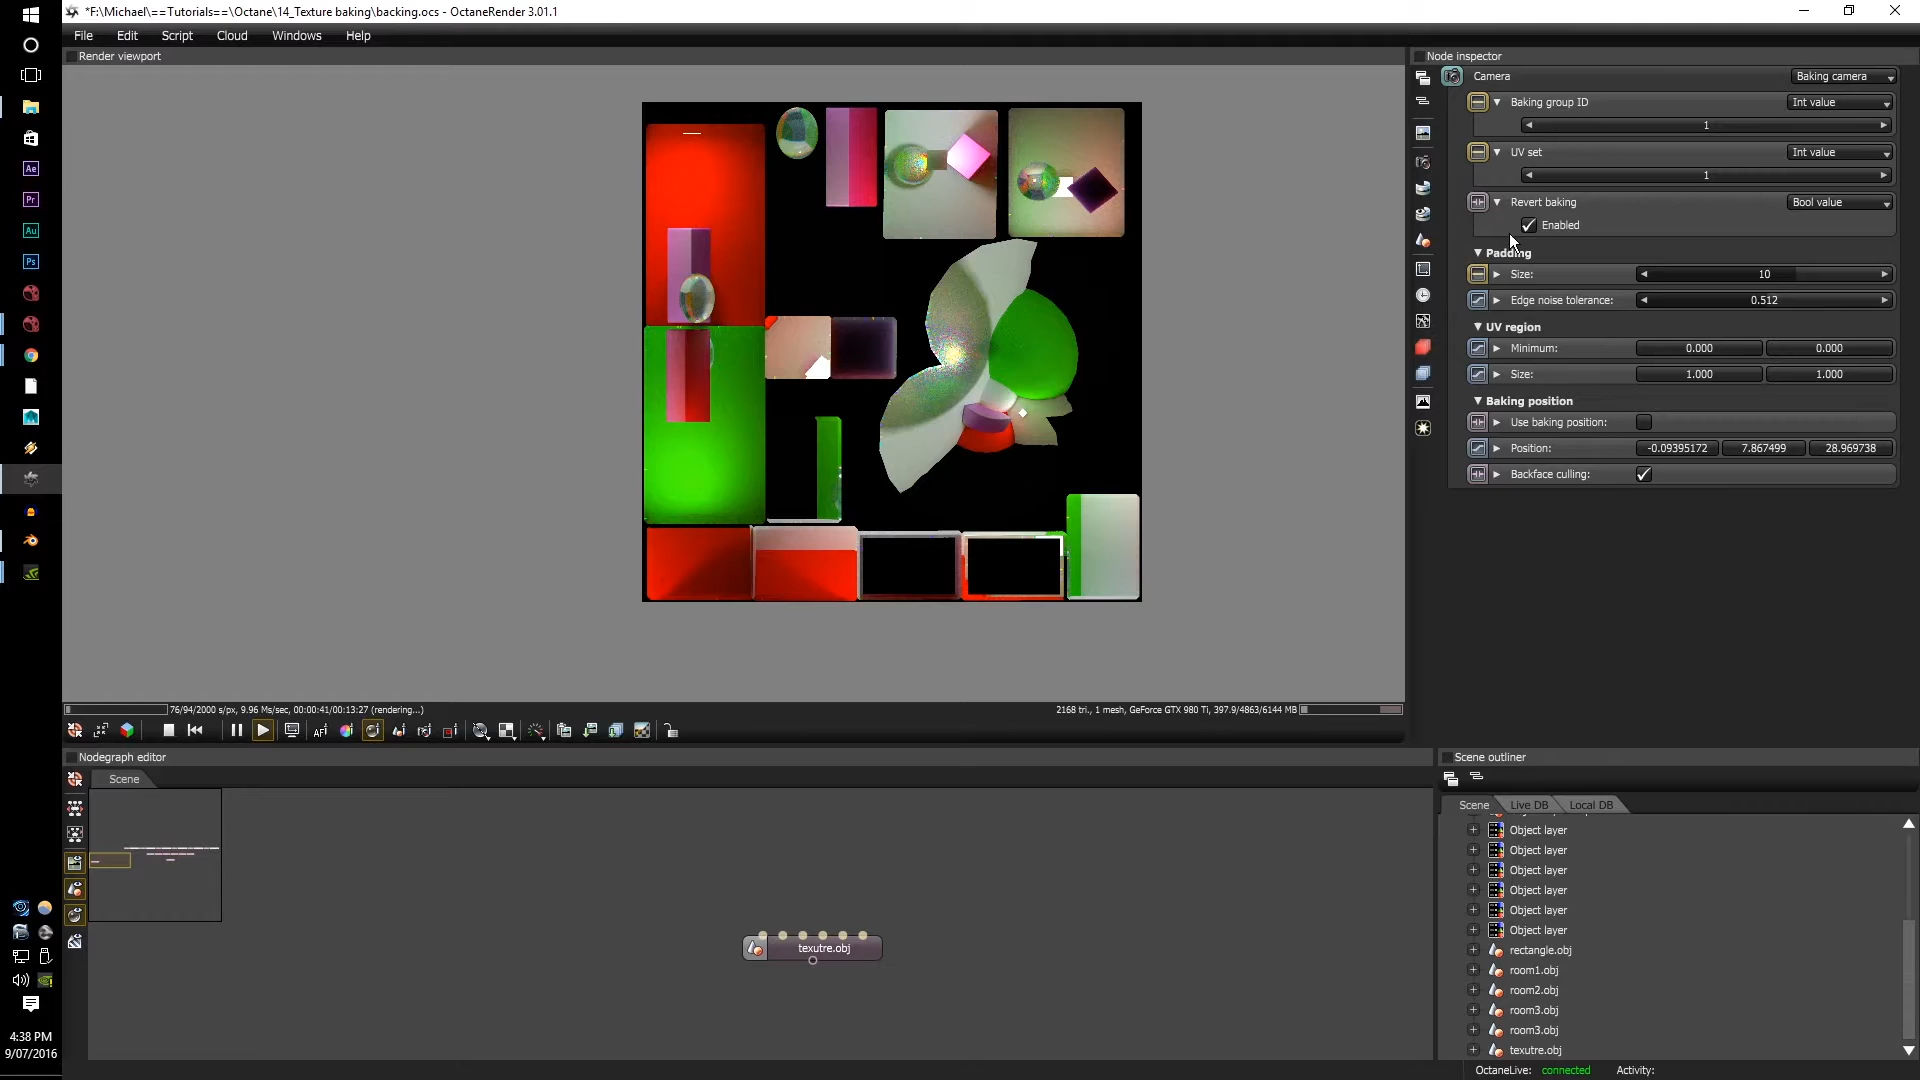 *F:\Michael\==Tutorials==\Octane\14_Texture baking\backing.ocs - OctaneRender 3.01.1
File Edit Script Cloud Windows Help
Render viewport
Node inspector
Camera
Baking camera
Baking group ID
Int value
1
UV set
Int value
1
Revert baking
Bool value
Enabled
Padding
Size:
10
Edge noise tolerance:
0.512
UV region
Minimum:
0.000
0.000
Size:
1.000
1.000
Baking position
Use baking position:
Position:
-0.09395172
7.867499
28.969738
Backface culling:
Ae
Pr
Au
Ps
76/94/2000 s/px, 9.96 Ms/sec, 00:00:41/00:13:27 (rendering...)
2168 tri., 1 mesh, GeForce GTX 980 Ti, 397.9/4863/6144 MB
AF
Nodegraph editor
Scene
texutre.obj
Scene outliner
Scene
Live DB
Local DB
Object layer
Object layer
Object layer
Object layer
Object layer
Object layer
rectangle.obj
room1.obj
room2.obj
room3.obj
room3.obj
texutre.obj
OctaneLive: connected
Activity:
4:38 PM
9/07/2016